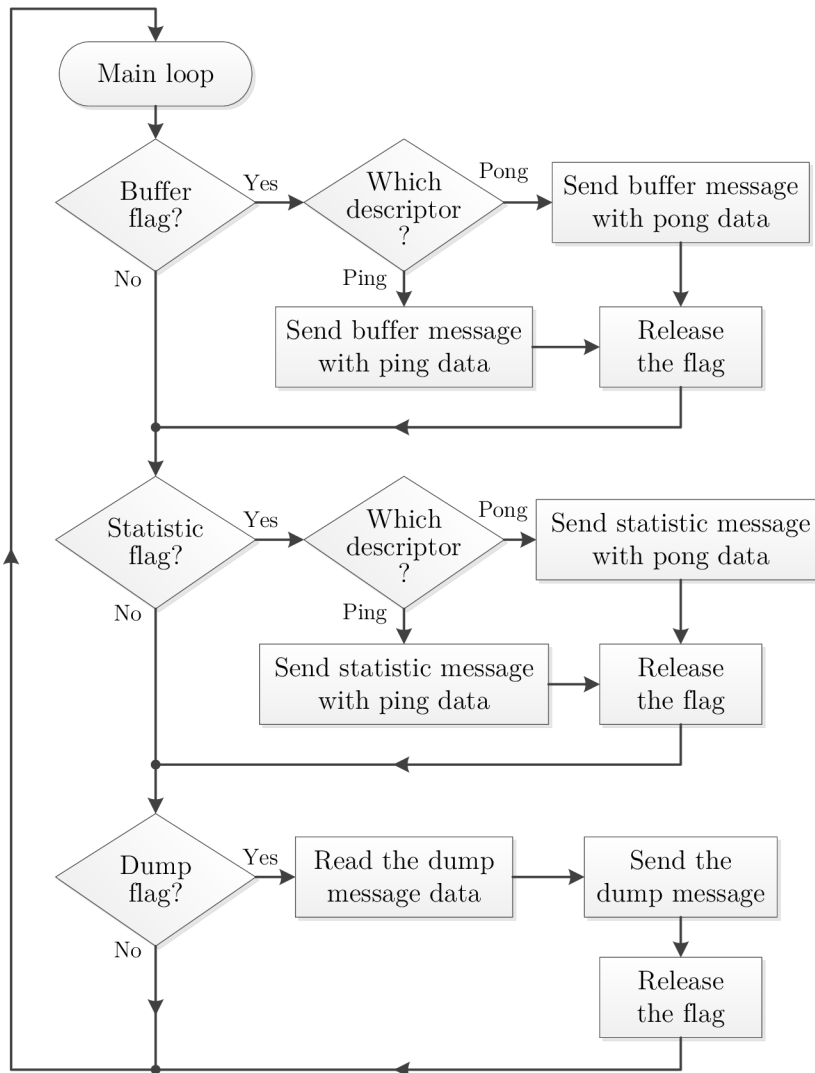 Main loop
Buffer
flag?
Yes
No
Which
descriptor
?
Pong
Ping
Send buffer message
with pong data
Send buffer message
with ping data
Release
the flag
Statistic
flag?
Yes
No
Which
descriptor
?
Pong
Ping
Send statistic message
with pong data
Send statistic message
with ping data
Release
the flag
Dump
flag?
Yes
No
Read the dump
message data
Send the
dump message
Release
the flag